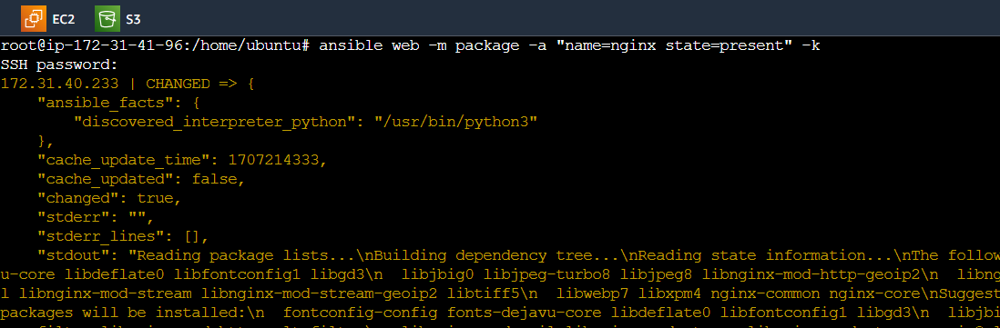 EC2 S3
root@ip-172-31-41-96:/home/ubuntu# ansible web -m package -a "name=nginx state=present" -k
SSH password:
172.31.40.233 | CHANGED => {
    "ansible_facts": {
        "discovered_interpreter_python": "/usr/bin/python3"
    },
    "cache_update_time": 1707214333,
    "cache_updated": false,
    "changed": true,
    "stderr": "",
    "stderr_lines": [],
    "stdout": "Reading package lists...\nBuilding dependency tree...\nReading state information...\nThe follow
u-core libdeflate0 libfontconfig1 libgd3\n  libjbig0 libjpeg-turbo8 libjpeg8 libnginx-mod-http-geoip2\n  libng
l libnginx-mod-stream libnginx-mod-stream-geoip2 libtiff5\n  libwebp7 libxpm4 nginx-common nginx-core\nSuggest
packages will be installed:\n  fontconfig-config fonts-dejavu-core libdeflate0 libfontconfig1 libgd3\n  libjbi